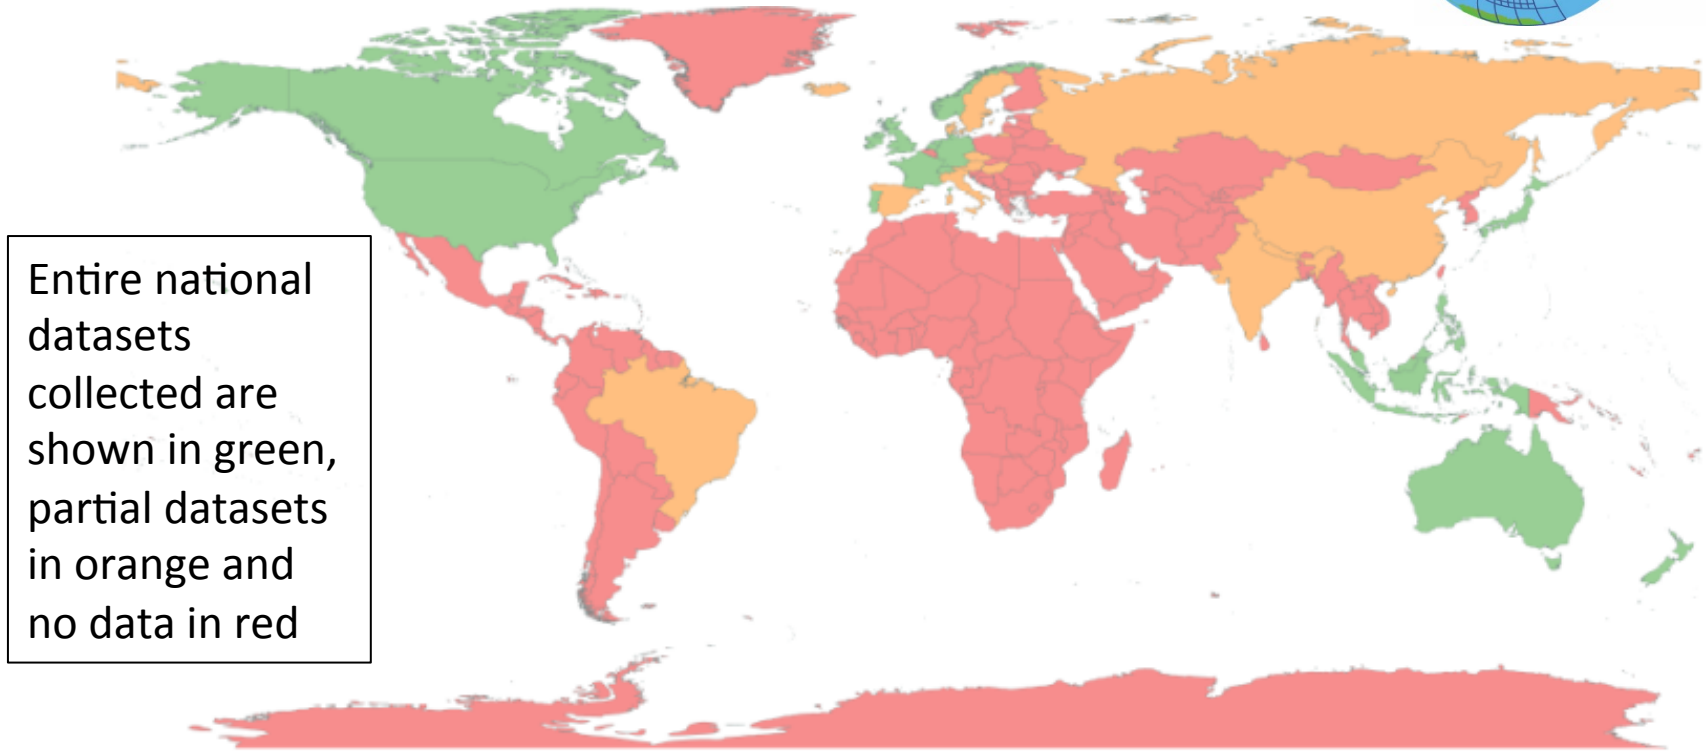 Entire national
datasets
collected are
shown in green,
partial datasets
in orange and
no data in red